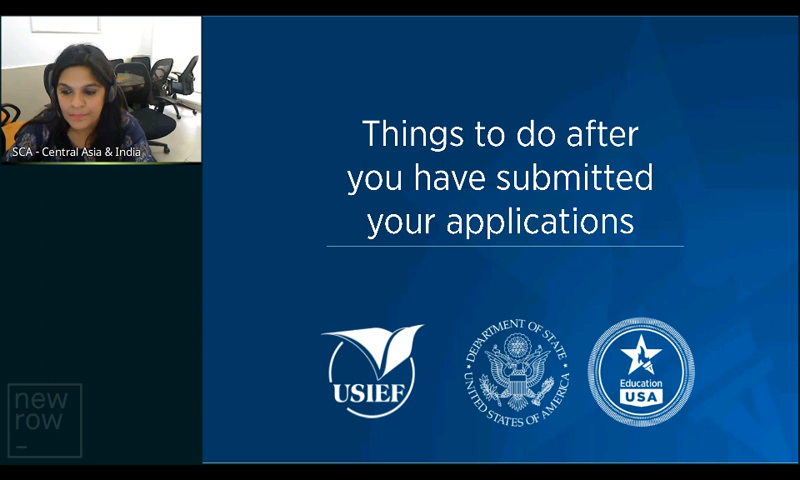 SCA - Central Asia & India
Things to do after
you have submitted
your applications
USIEF
DEPARTMENT OF STATE
UNITED STATES OF AMERICA
Education
USA
new
row